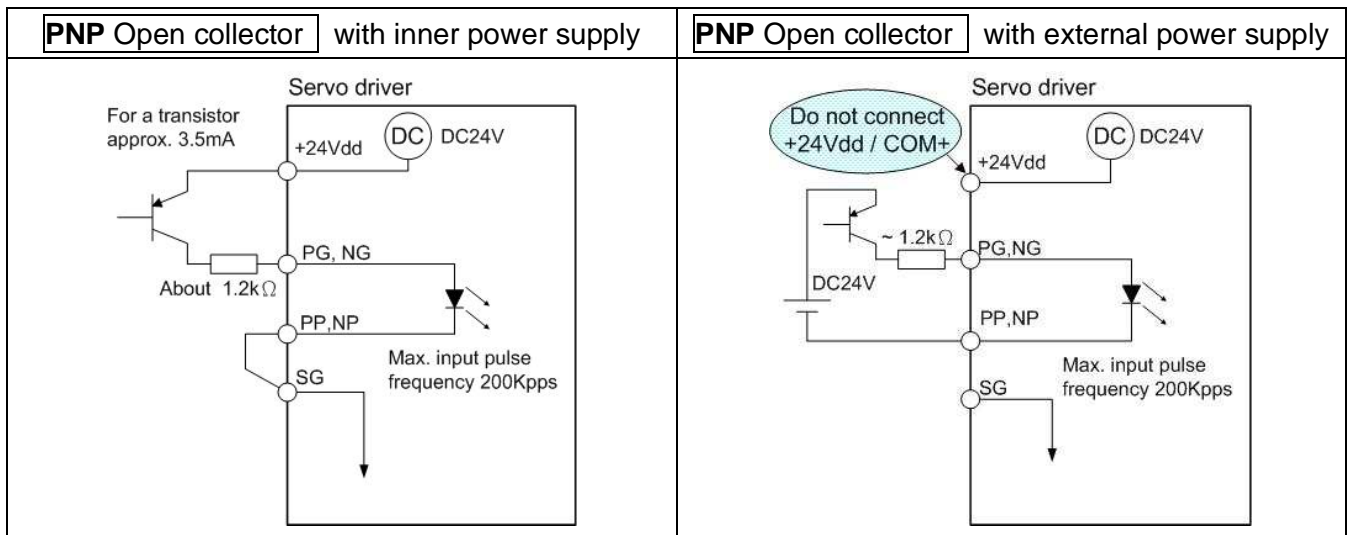 PNP Open collector with inner power supply
PNP Open collector with external power supply
Servo driver
For a transistor
approx. 3.5mA
+24Vdd
DC
DC24V
PG, NG
About 1.2kΩ
PP,NP
SG
Max. input pulse
frequency 200Kpps
Servo driver
Do not connect
+24Vdd / COM+
DC
DC24V
+24Vdd
~ 1.2kΩ
PG,NG
DC24V
PP,NP
Max. input pulse
frequency 200Kpps
SG